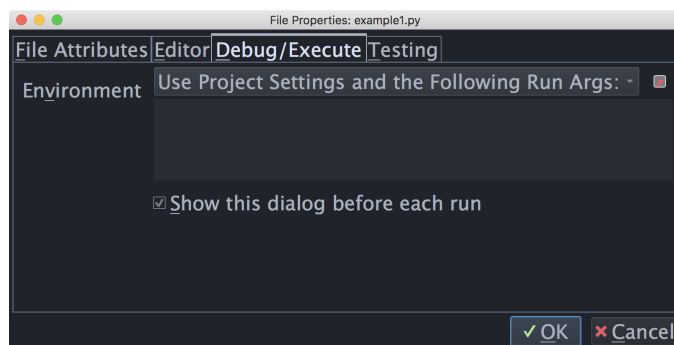 File Properties: example1.py
File Attributes Editor Debug/Execute Testing
Environment Use Project Settings and the Following Run Args:
Show this dialog before each run
OK Cancel